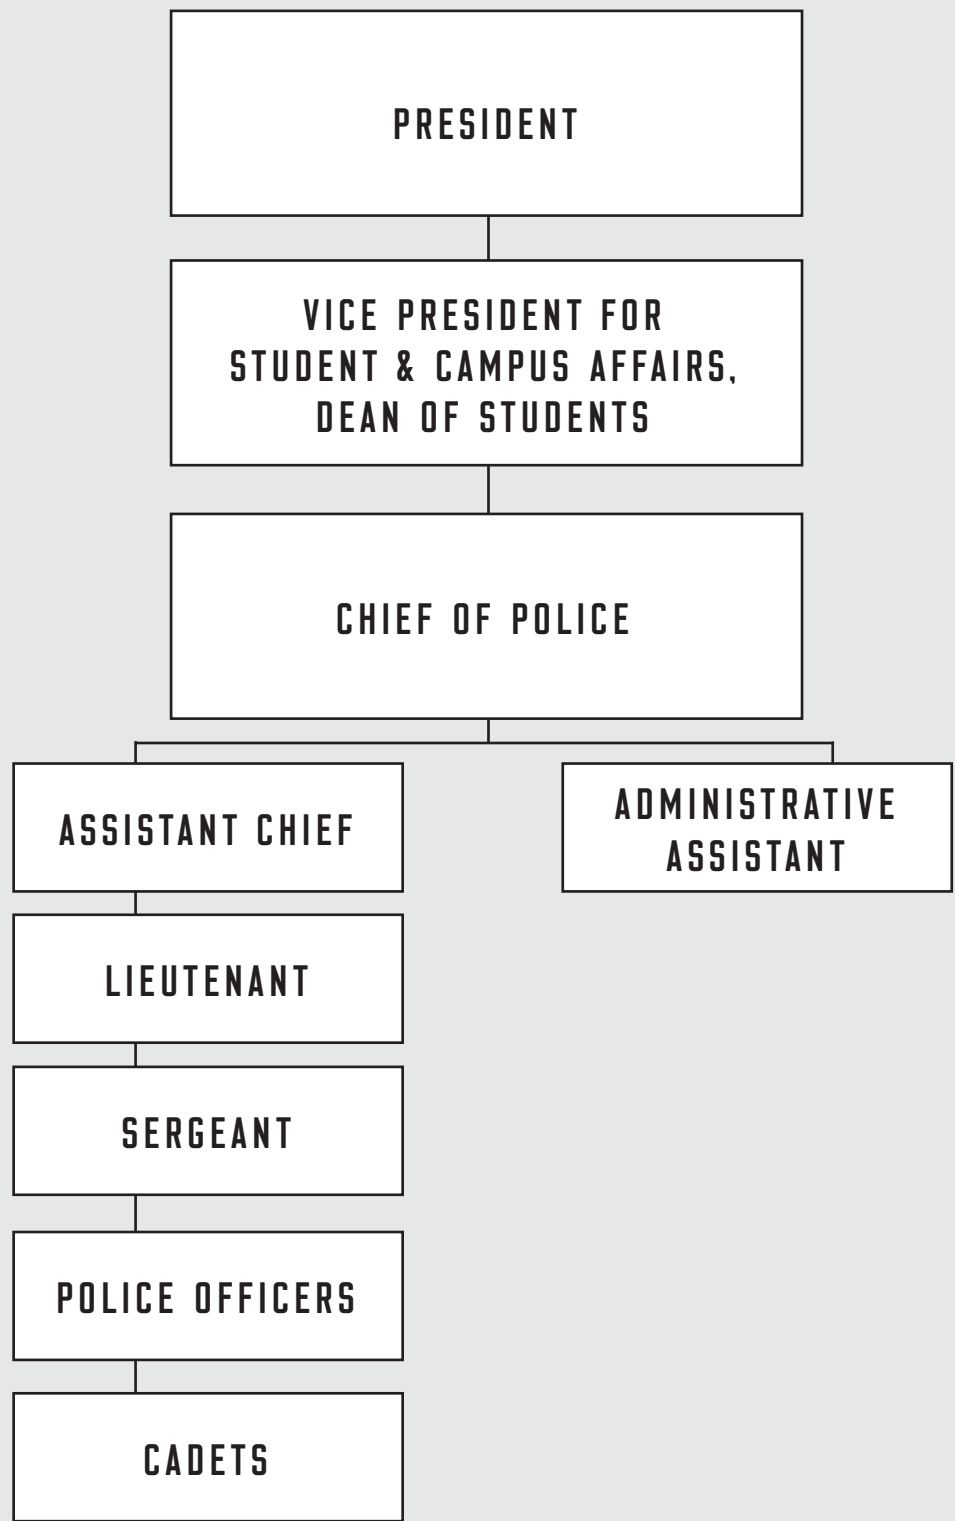 PRESIDENT
VICE PRESIDENT FOR
STUDENT & CAMPUS AFFAIRS,
DEAN OF STUDENTS
CHIEF OF POLICE
ASSISTANT CHIEF
ADMINISTRATIVE
ASSISTANT
LIEUTENANT
SERGEANT
POLICE OFFICERS
CADETS